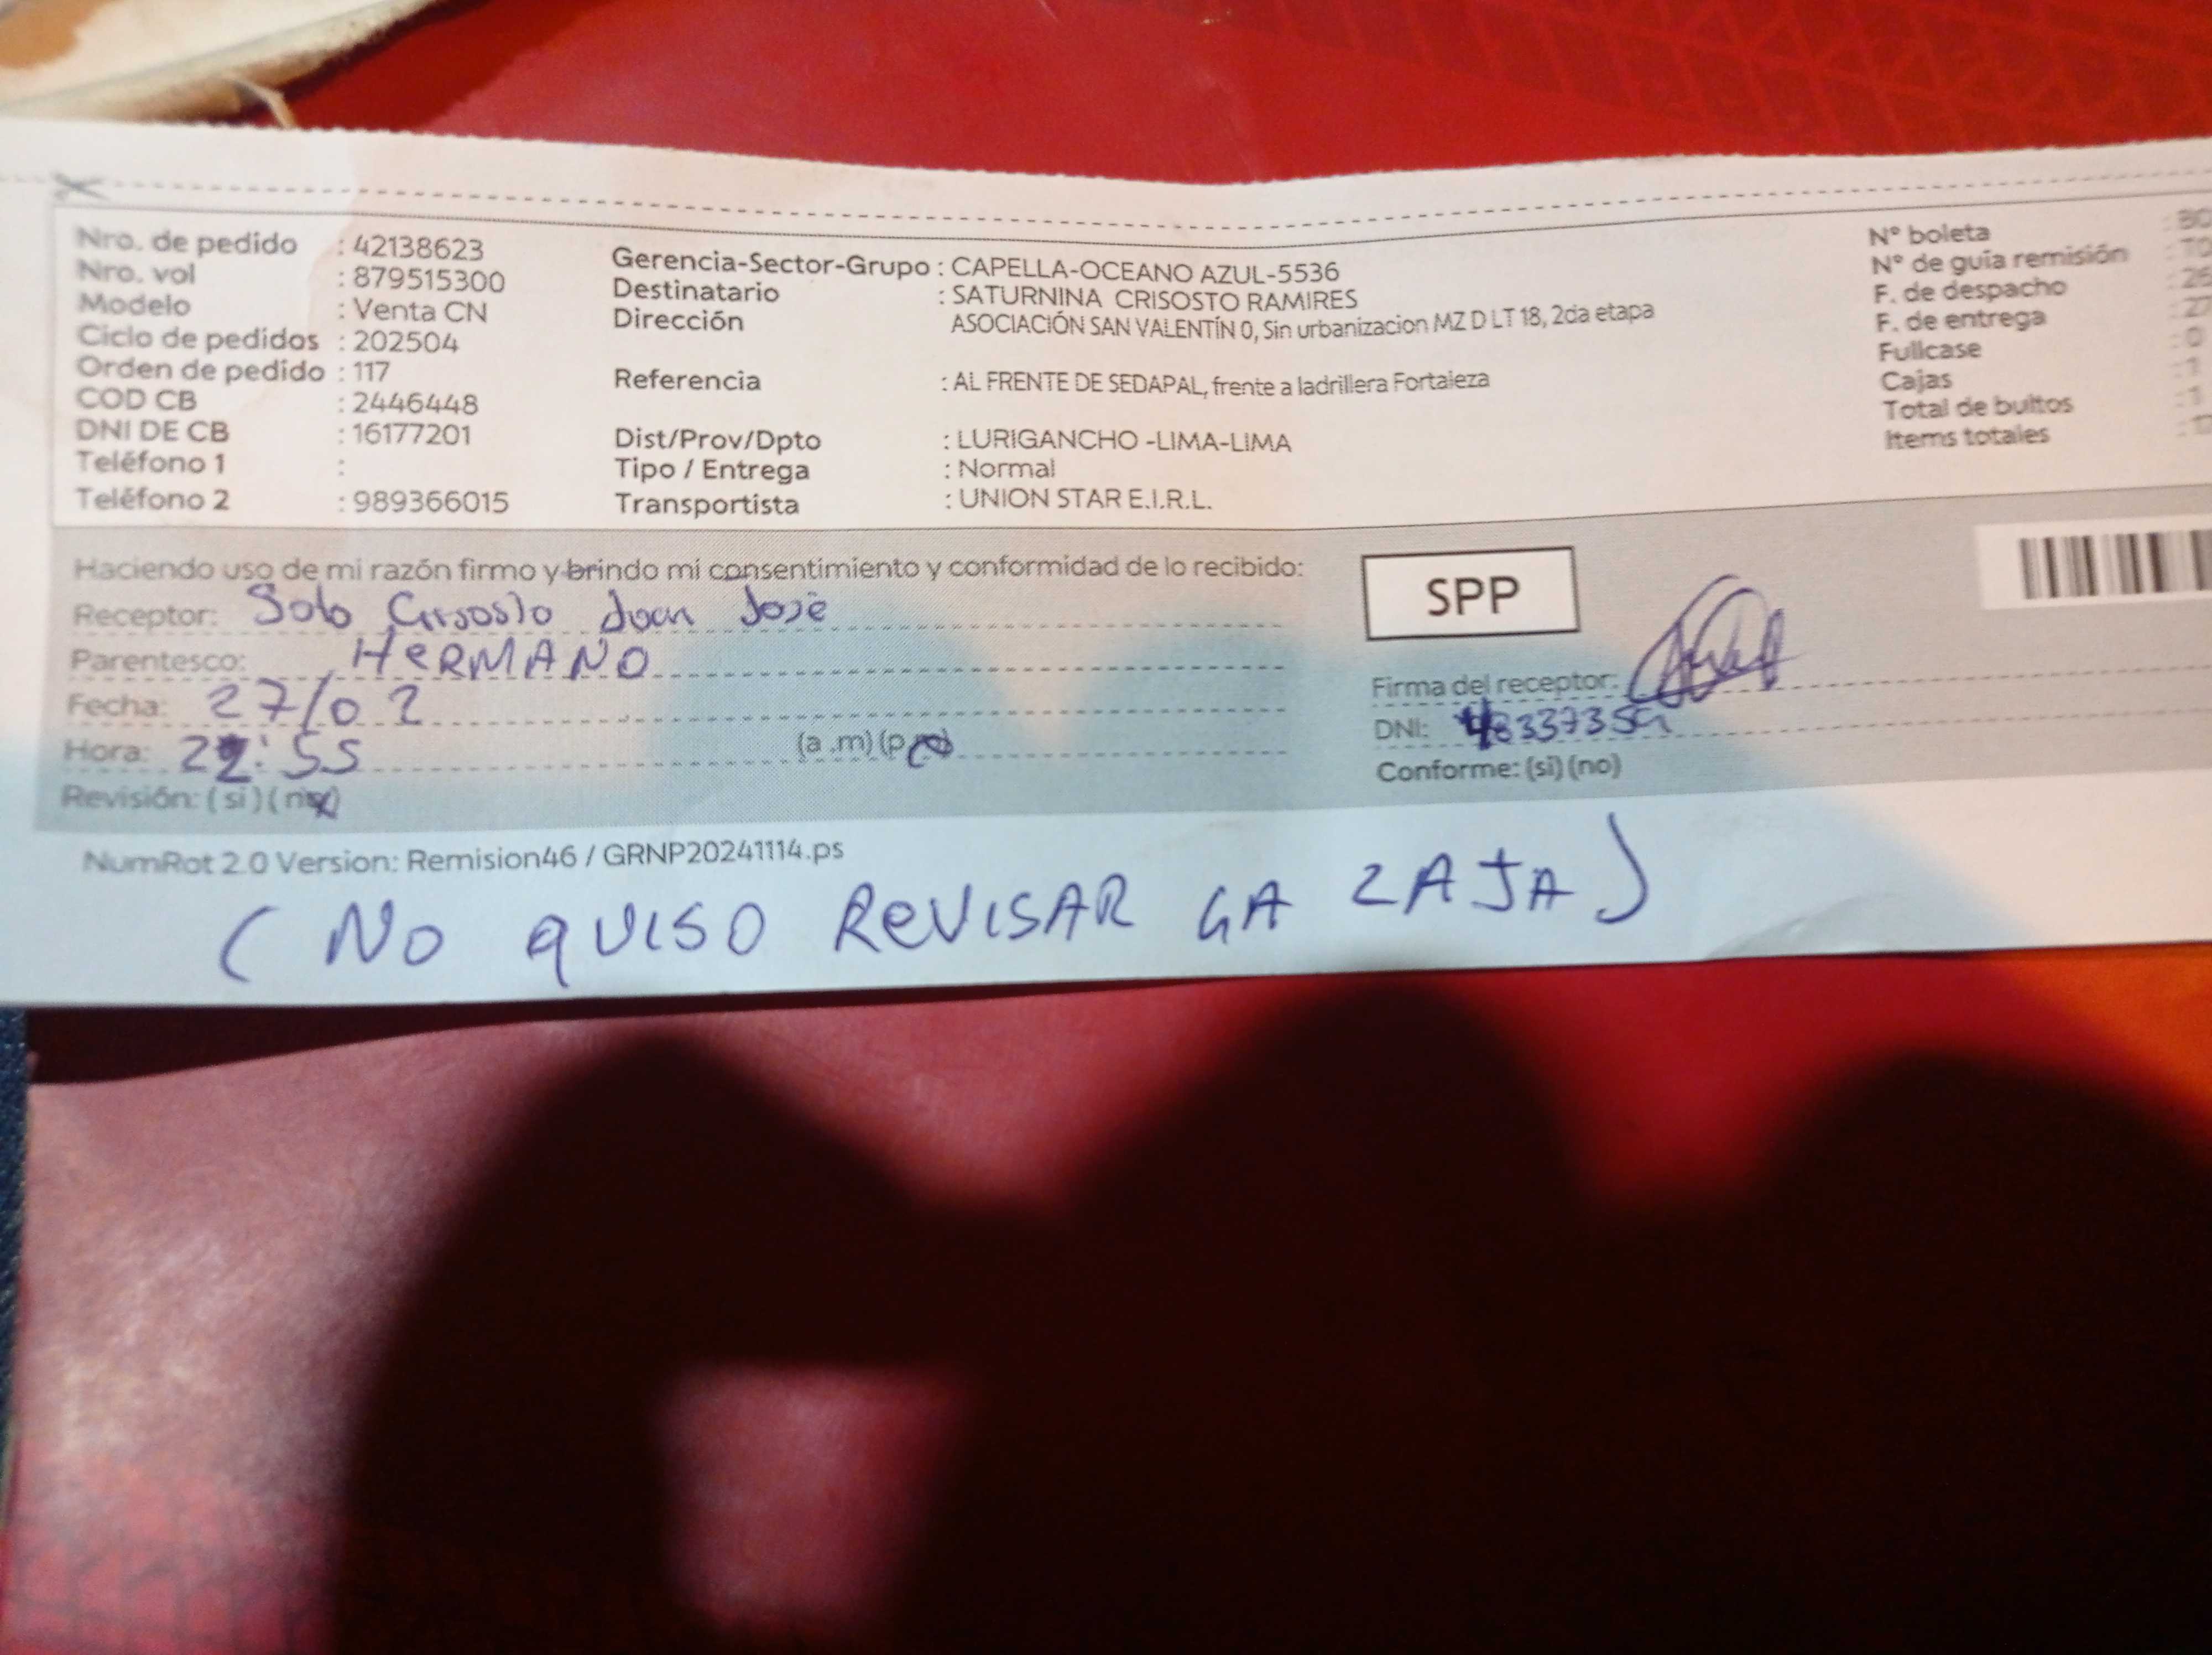 Nro. de pedido : 42138623
Nro. vol : 879515300
Modelo : Venta CN
Ciclo de pedidos : 202504
Orden de pedido : 117
COD CB : 2446448
DNI DE CB : 16177201
Teléfono 1 :
Teléfono 2 : 989366015
Gerencia-Sector-Grupo : CAPELLA-OCEANO AZUL-5536
Destinatario : SATURNINA CRISOSTO RAMIRES
Dirección ASOCIACIÓN SAN VALENTÍN 0, Sin urbanizacion MZ D LT 18, 2da etapa
Referencia : AL FRENTE DE SEDAPAL, frente a ladrillera Fortaleza
Dist/Prov/Dpto : LURIGANCHO -LIMA-LIMA
Tipo / Entrega : Normal
Transportista : UNION STAR E.I.R.L.
N° boleta
N° de guía remisión
F. de despacho : 26
F. de entrega : 27
Fullcase : 0
Cajas : 1
Total de bultos : 1
Items totales
Haciendo uso de mi razón firmo y brindo mi consentimiento y conformidad de lo recibido:
Receptor: Soto Crisosto Juan José
Parentesco: HERMANO
Fecha: 27/02
Hora: 22:55 (a .m) (p
Revisión: ( si ) ( no)
SPP
Firma del receptor:
DNI:
Conforme: (si) (no)
NumRot 2.0 Version: Remision46 / GRNP20241114.ps
( NO QUISO REVISAR LA CAJA )